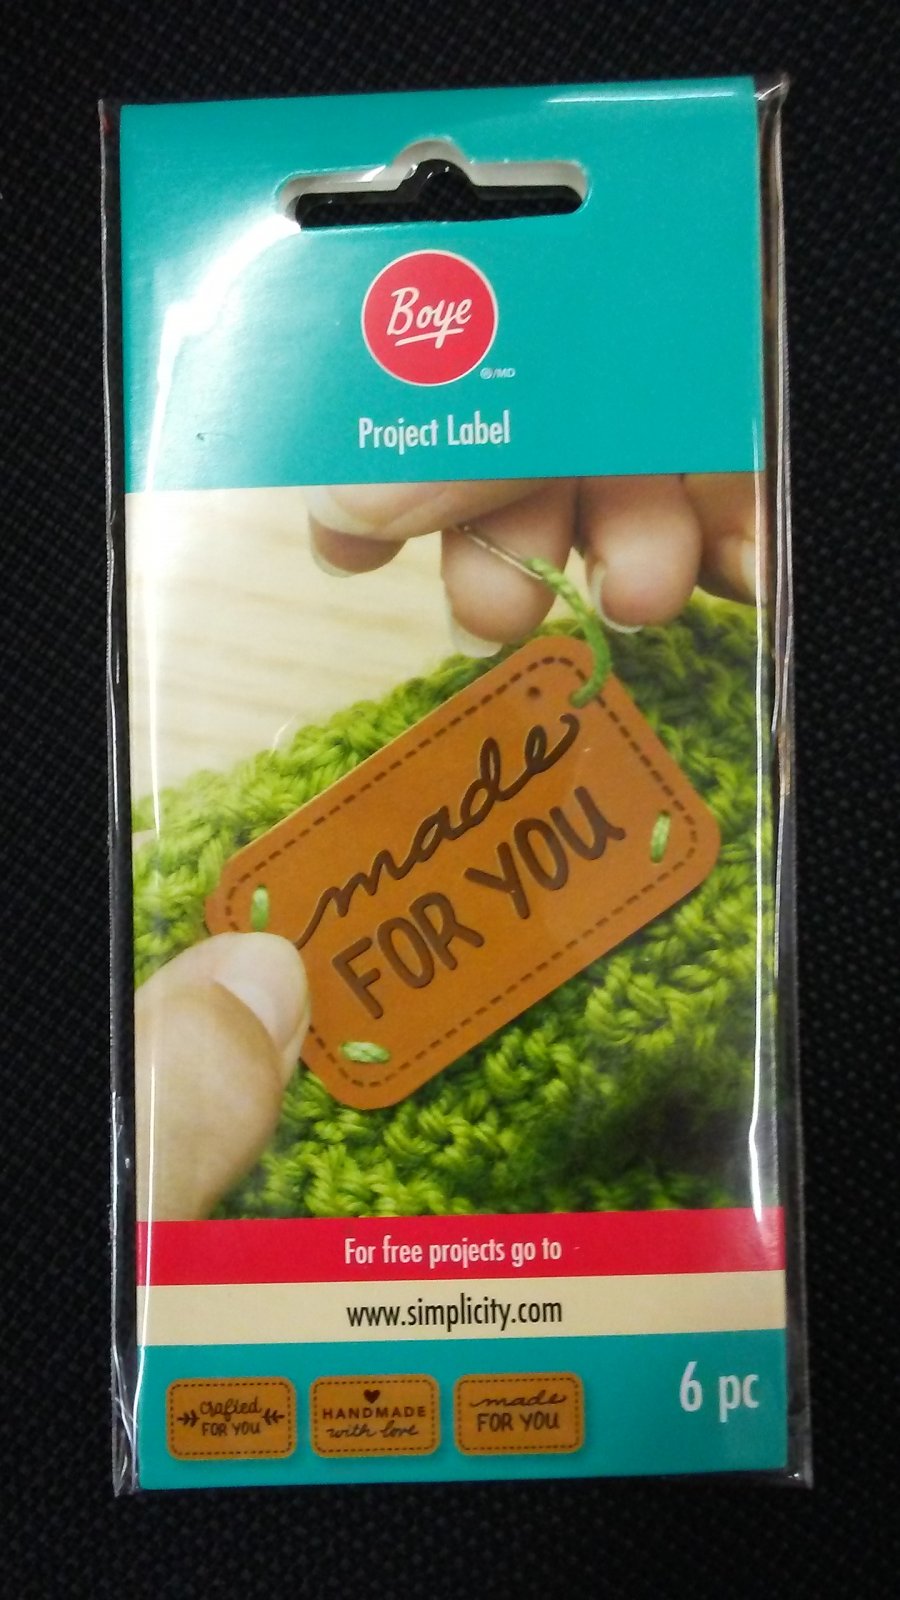 Boye
®/MD
Project Label
made
FOR YOU
For free projects go to
www.simplicity.com
6 pc
crafted
FOR YOU
HANDMADE
with love
made
FOR YOU